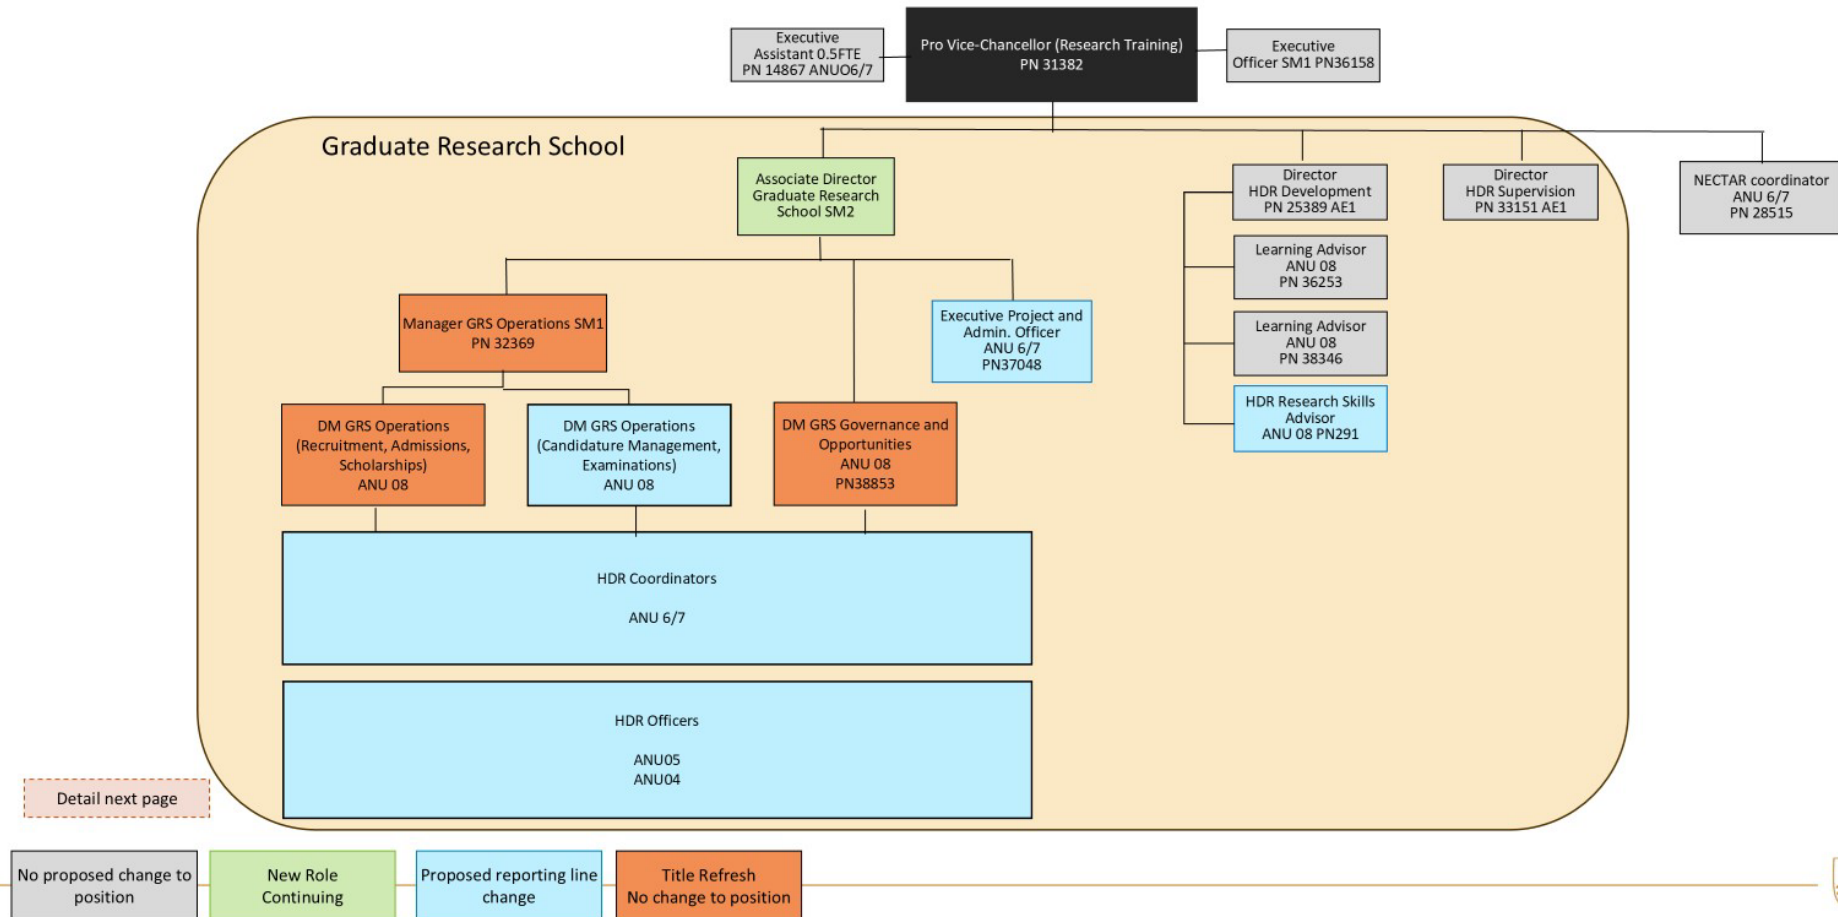 Executive
Assistant 0.5FTE
PN 14867 ANUO6/7
Pro Vice-Chancellor (Research Training)
PN 31382
Executive
Officer SM1 PN36158
Graduate Research School
Associate Director
Graduate Research
School SM2
Director
HDR Development
PN 25389 AE1
Director
HDR Supervision
PN 33151 AE1
NECTAR coordinator
ANU 6/7
PN 28515
Learning Advisor
ANU 08
PN 36253
Manager GRS Operations SM1
PN 32369
Executive Project and
Admin. Officer
ANU 6/7
PN37048
Learning Advisor
ANU 08
PN 38346
HDR Research Skills
Advisor
ANU 08 PN291
DM GRS Operations
(Recruitment, Admissions,
Scholarships)
ANU 08
DM GRS Operations
(Candidature Management,
Examinations)
ANU 08
DM GRS Governance and
Opportunities
ANU 08
PN38853
HDR Coordinators
ANU 6/7
HDR Officers
ANU05
ANU04
Detail next page
No proposed change to
position
New Role
Continuing
Proposed reporting line
change
Title Refresh
No change to position